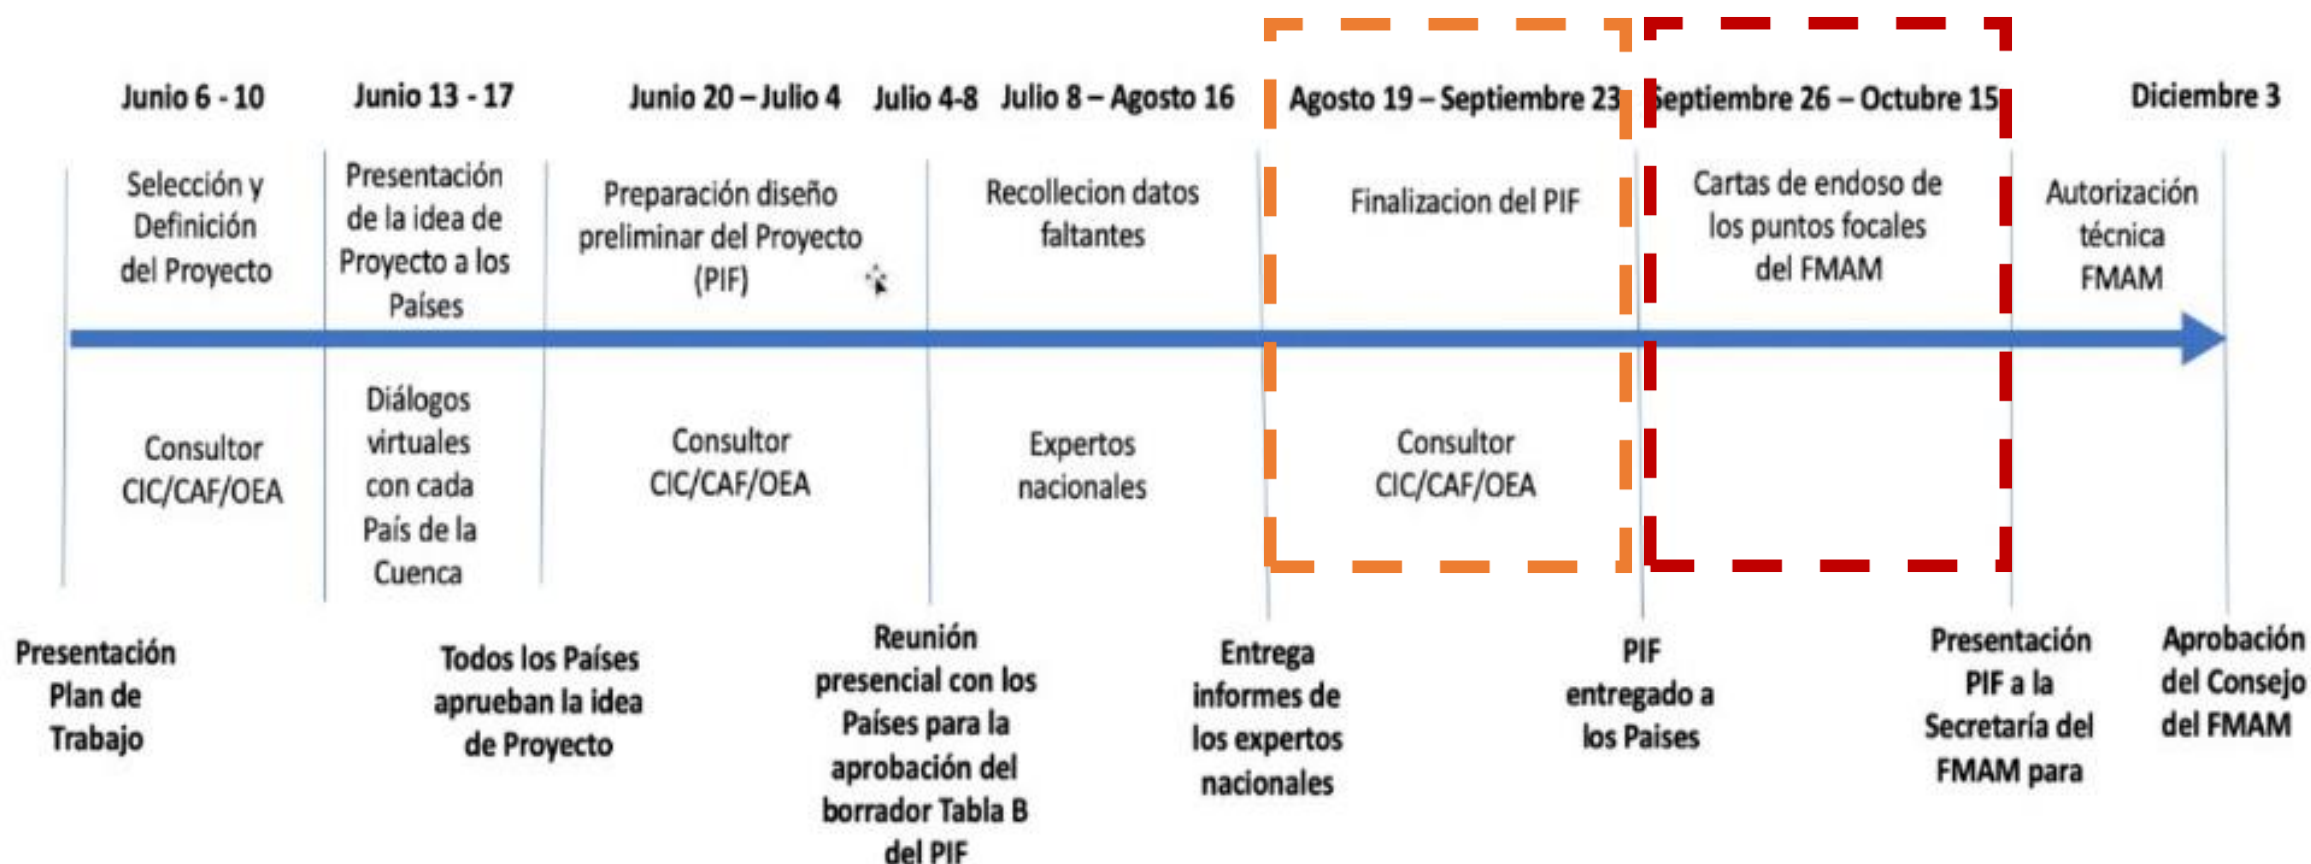 Junio 6 - 10
Junio 13 - 17
Junio 20 – Julio 4
Julio 4-8
Julio 8 – Agosto 16
Agosto 19 – Septiembre 23
Septiembre 26 – Octubre 15
Diciembre 3
Selección y
Definición
del Proyecto
Presentación
de la idea de
Proyecto a los
Países
Preparación diseño
preliminar del Proyecto
(PIF)
Recollecion datos
faltantes
Finalizacion del PIF
Cartas de endoso de
los puntos focales
del FMAM
Autorización
técnica
FMAM
Consultor
CIC/CAF/OEA
Diálogos
virtuales
con cada
País de la
Cuenca
Consultor
CIC/CAF/OEA
Expertos
nacionales
Consultor
CIC/CAF/OEA
Presentación
Plan de
Trabajo
Todos los Países
aprueban la idea
de Proyecto
Reunión
presencial con los
Países para la
aprobación del
borrador Tabla B
del PIF
Entrega
informes de
los expertos
nacionales
PIF
entregado a
los Paises
Presentación
PIF a la
Secretaría del
FMAM para
Aprobación
del Consejo
del FMAM